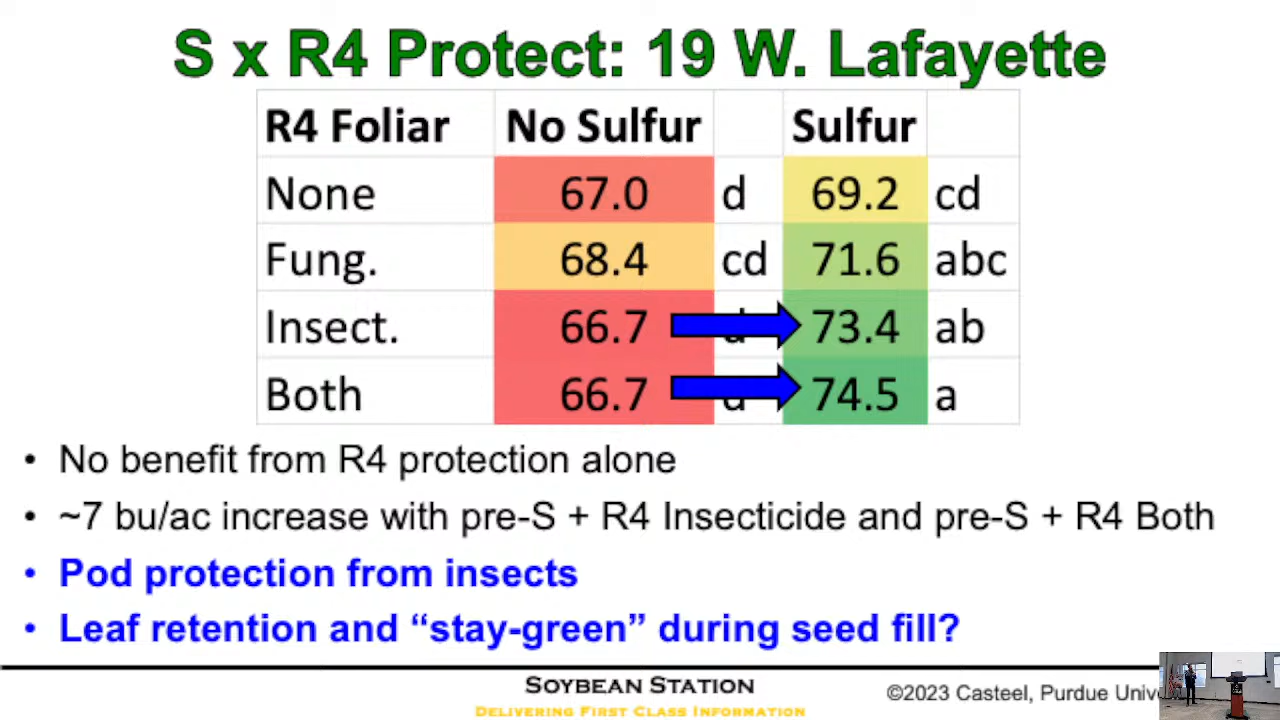 S x R4 Protect: 19 W. Lafayette
R4 Foliar No Sulfur Sulfur
None 67.0 d 69.2 cd
Fung. 68.4 cd 71.6 abc
Insect. 66.7 d 73.4 ab
Both 66.7 d 74.5 a
• No benefit from R4 protection alone
• ~7 bu/ac increase with pre-S + R4 Insecticide and pre-S + R4 Both
• Pod protection from insects
• Leaf retention and “stay-green” during seed fill?
SOYBEAN STATION
DELIVERING FIRST CLASS INFORMATION
©2023 Casteel, Purdue